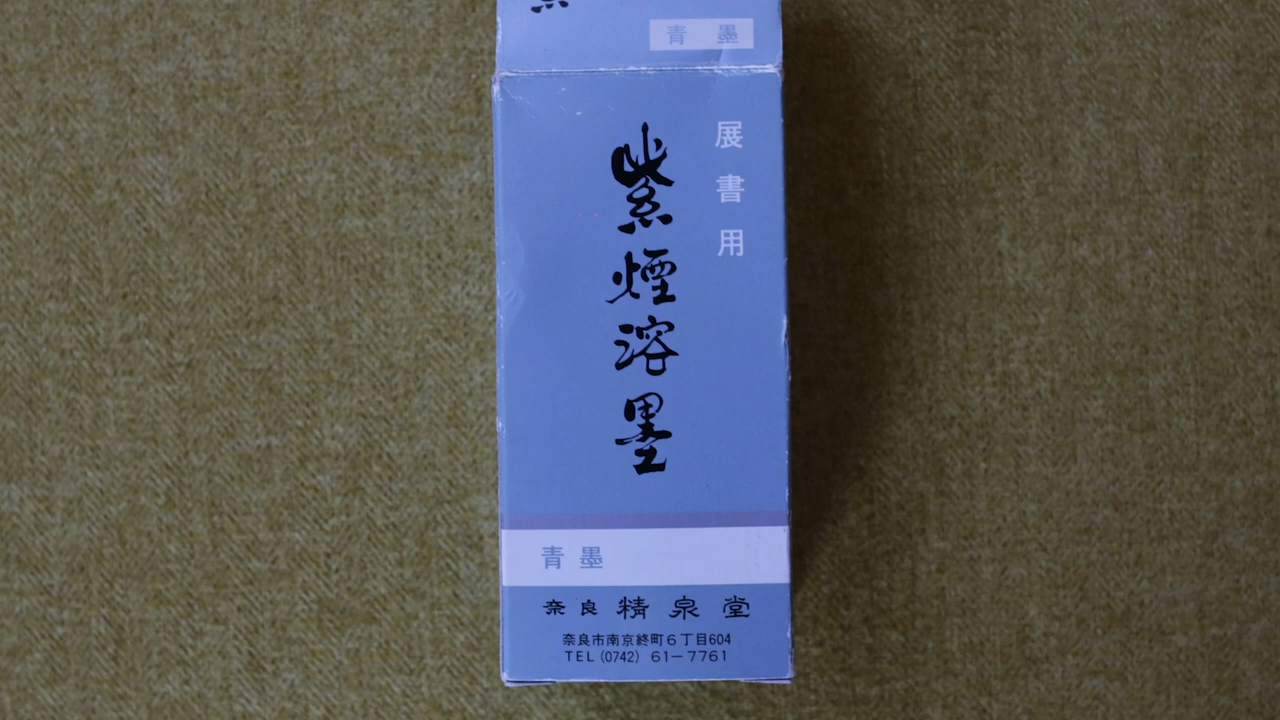 青墨
展書用
紫煙溶墨
青墨
奈良 精泉堂
奈良市南京終町6丁目604
TEL (0742) 61-7761